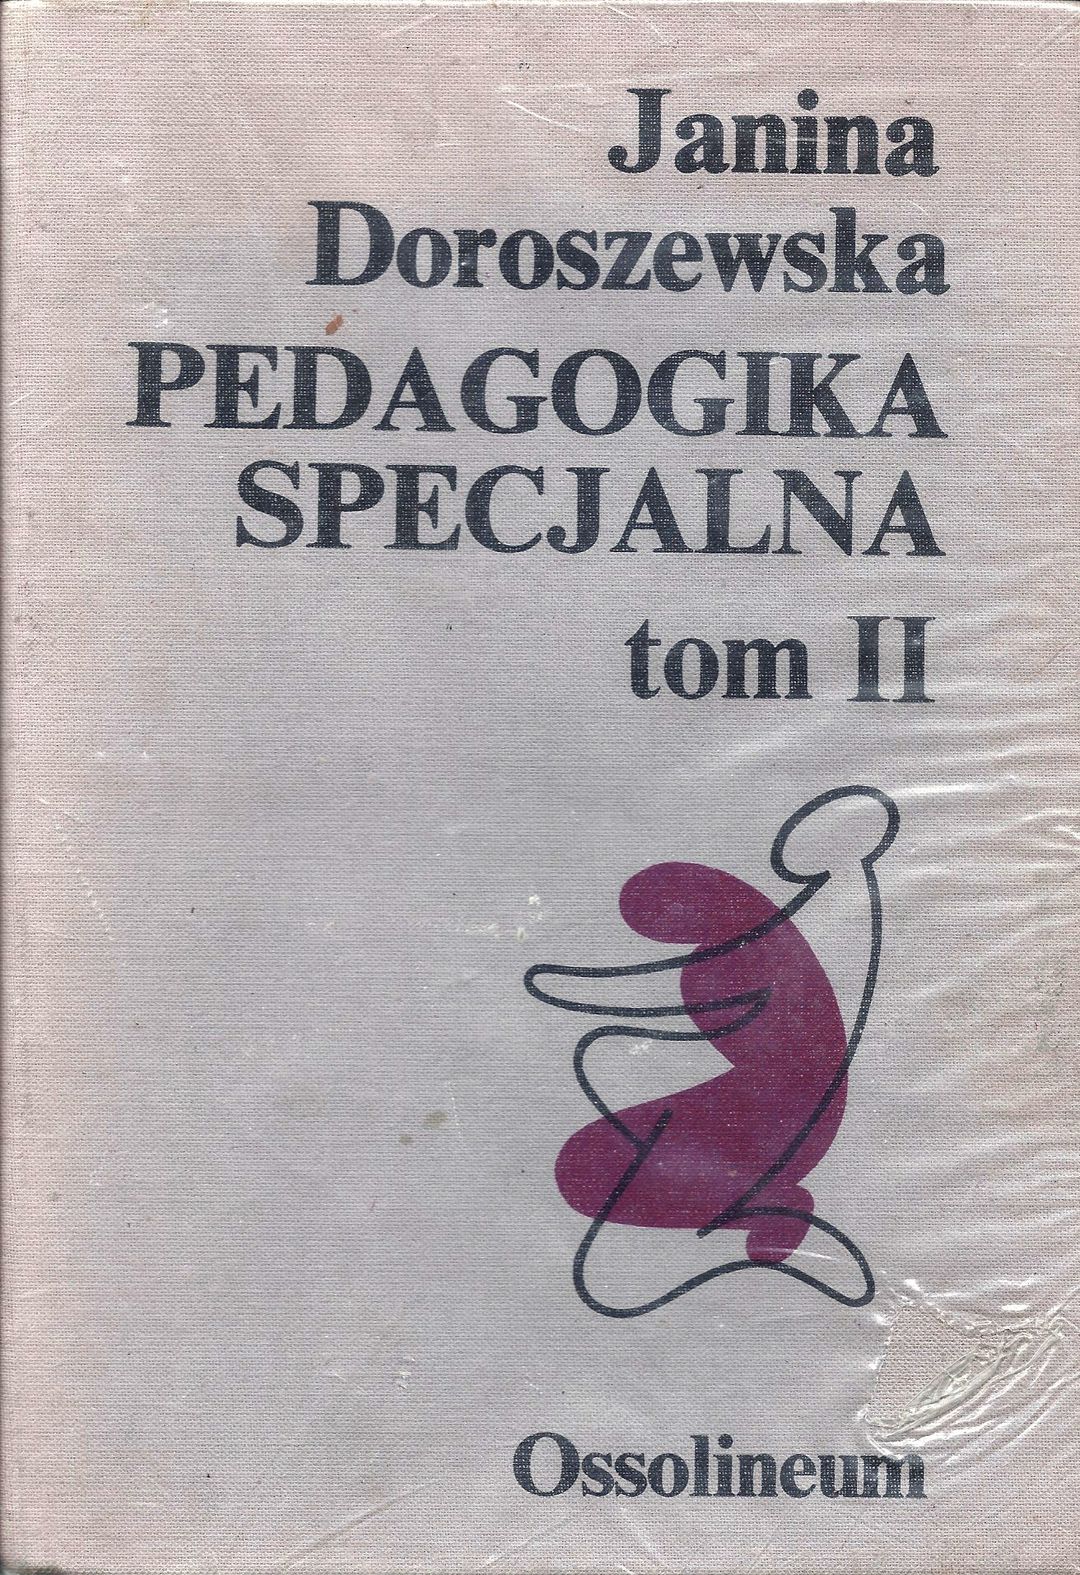 Janina
Doroszewska
PEDAGOGIKA
SPECJALNA
tom II
Ossolineum